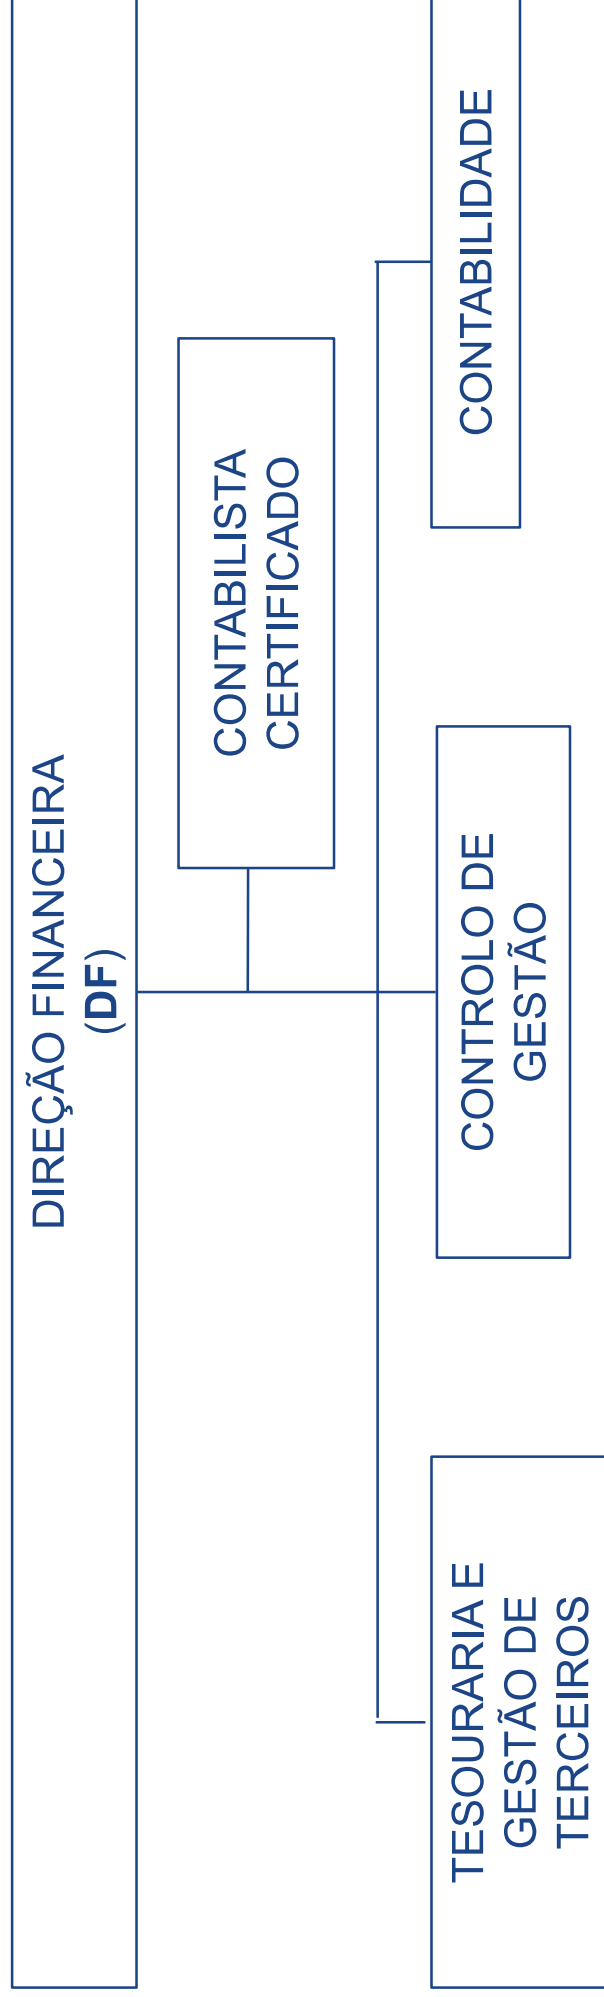 DIREÇÃO FINANCEIRA
(DF)
CONTABILISTA
CERTIFICADO
TESOURARIA E
GESTÃO DE
TERCEIROS
CONTROLO DE
GESTÃO
CONTABILIDADE